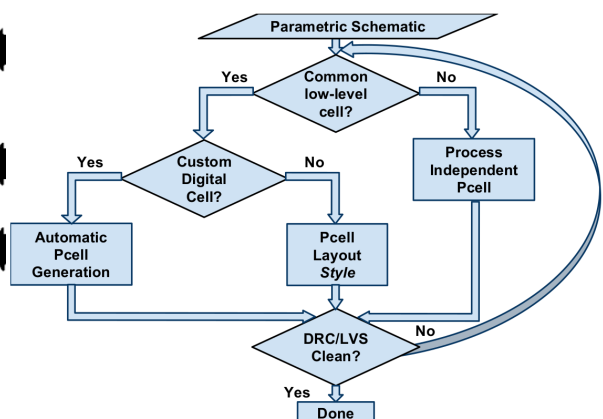 Parametric Schematic
Yes
Common
low-level
cell?
No
Yes
Custom
Digital
Cell?
No
Process
Independent
Pcell
Automatic
Pcell
Generation
Pcell
Layout
Style
DRC/LVS
Clean?
No
Yes
Done